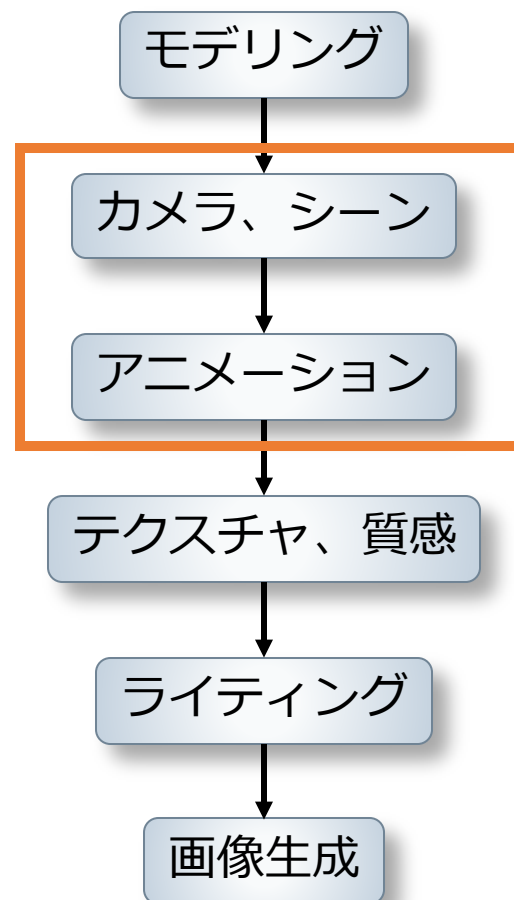 モデリング
カメラ、シーン
アニメーション
テクスチャ、質感
ライティング
画像生成